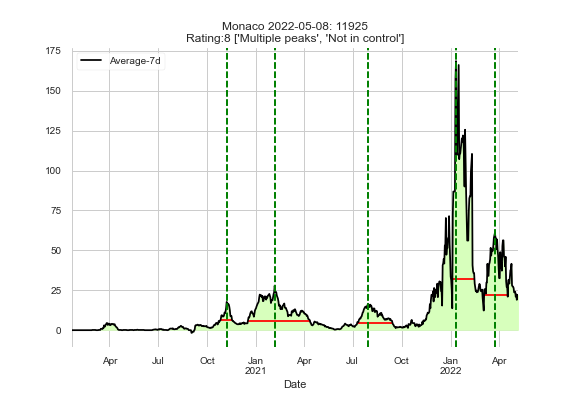 Monaco 2022-05-08: 11925
Rating:8 ['Multiple peaks', 'Not in control']
Average-7d
175
150
125
100
75
50
25
0
Apr Jul Oct Jan Apr Jul Oct Jan Apr
2021 2022
Date